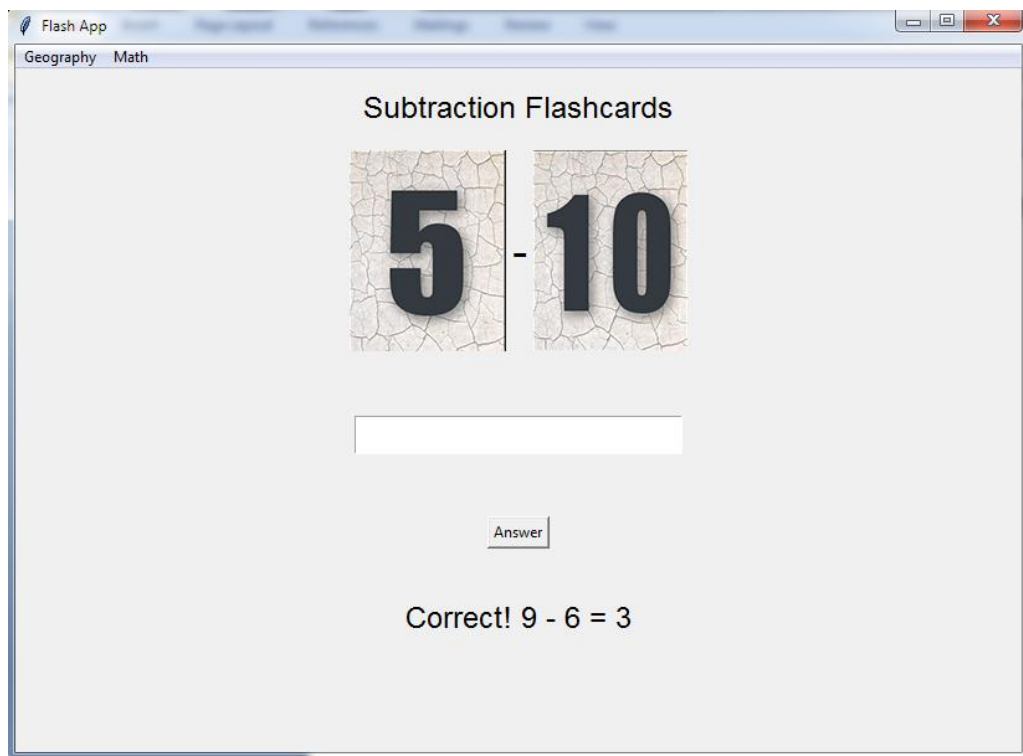 Flash App
Geography Math
Subtraction Flashcards
5 - 10
Answer
Correct! 9 - 6 = 3